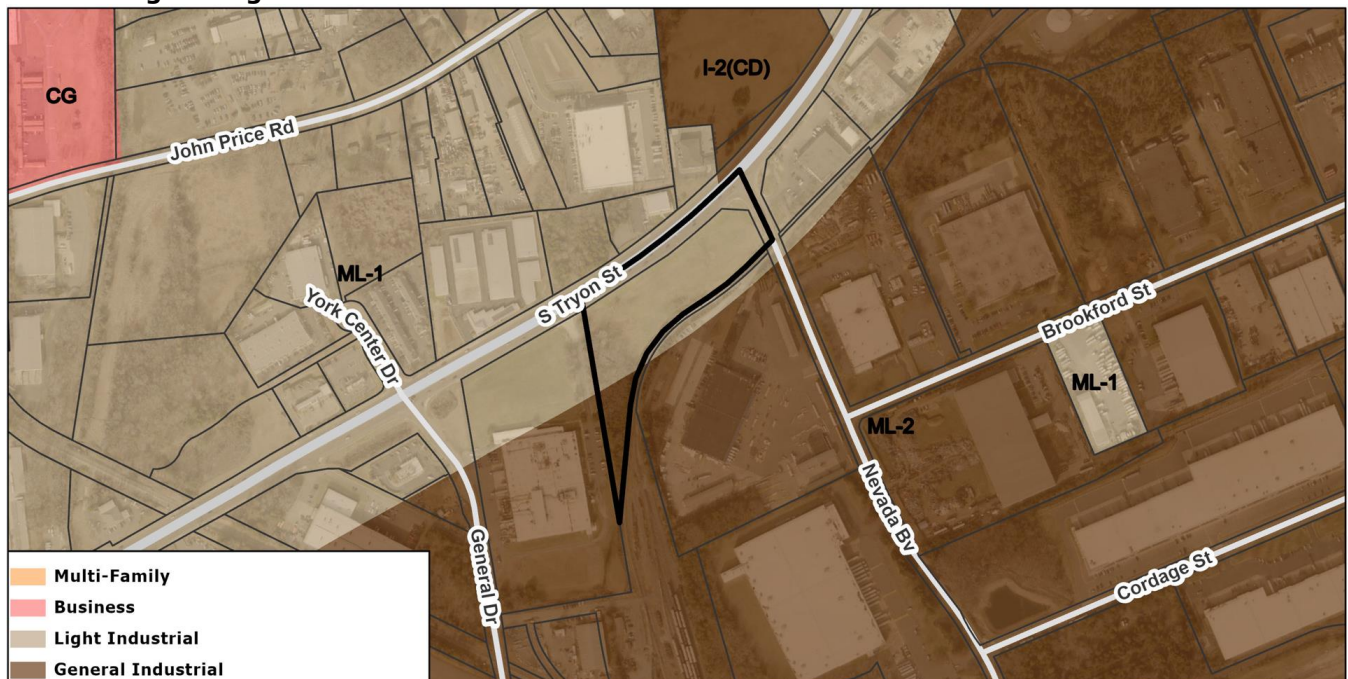 CG
I-2(CD)
John Price Rd
ML-1
York Center Dr
S Tryon St
Brookford St
ML-1
ML-2
Nevada Bv
General Dr
Cordage St
Multi-Family
Business
Light Industrial
General Industrial